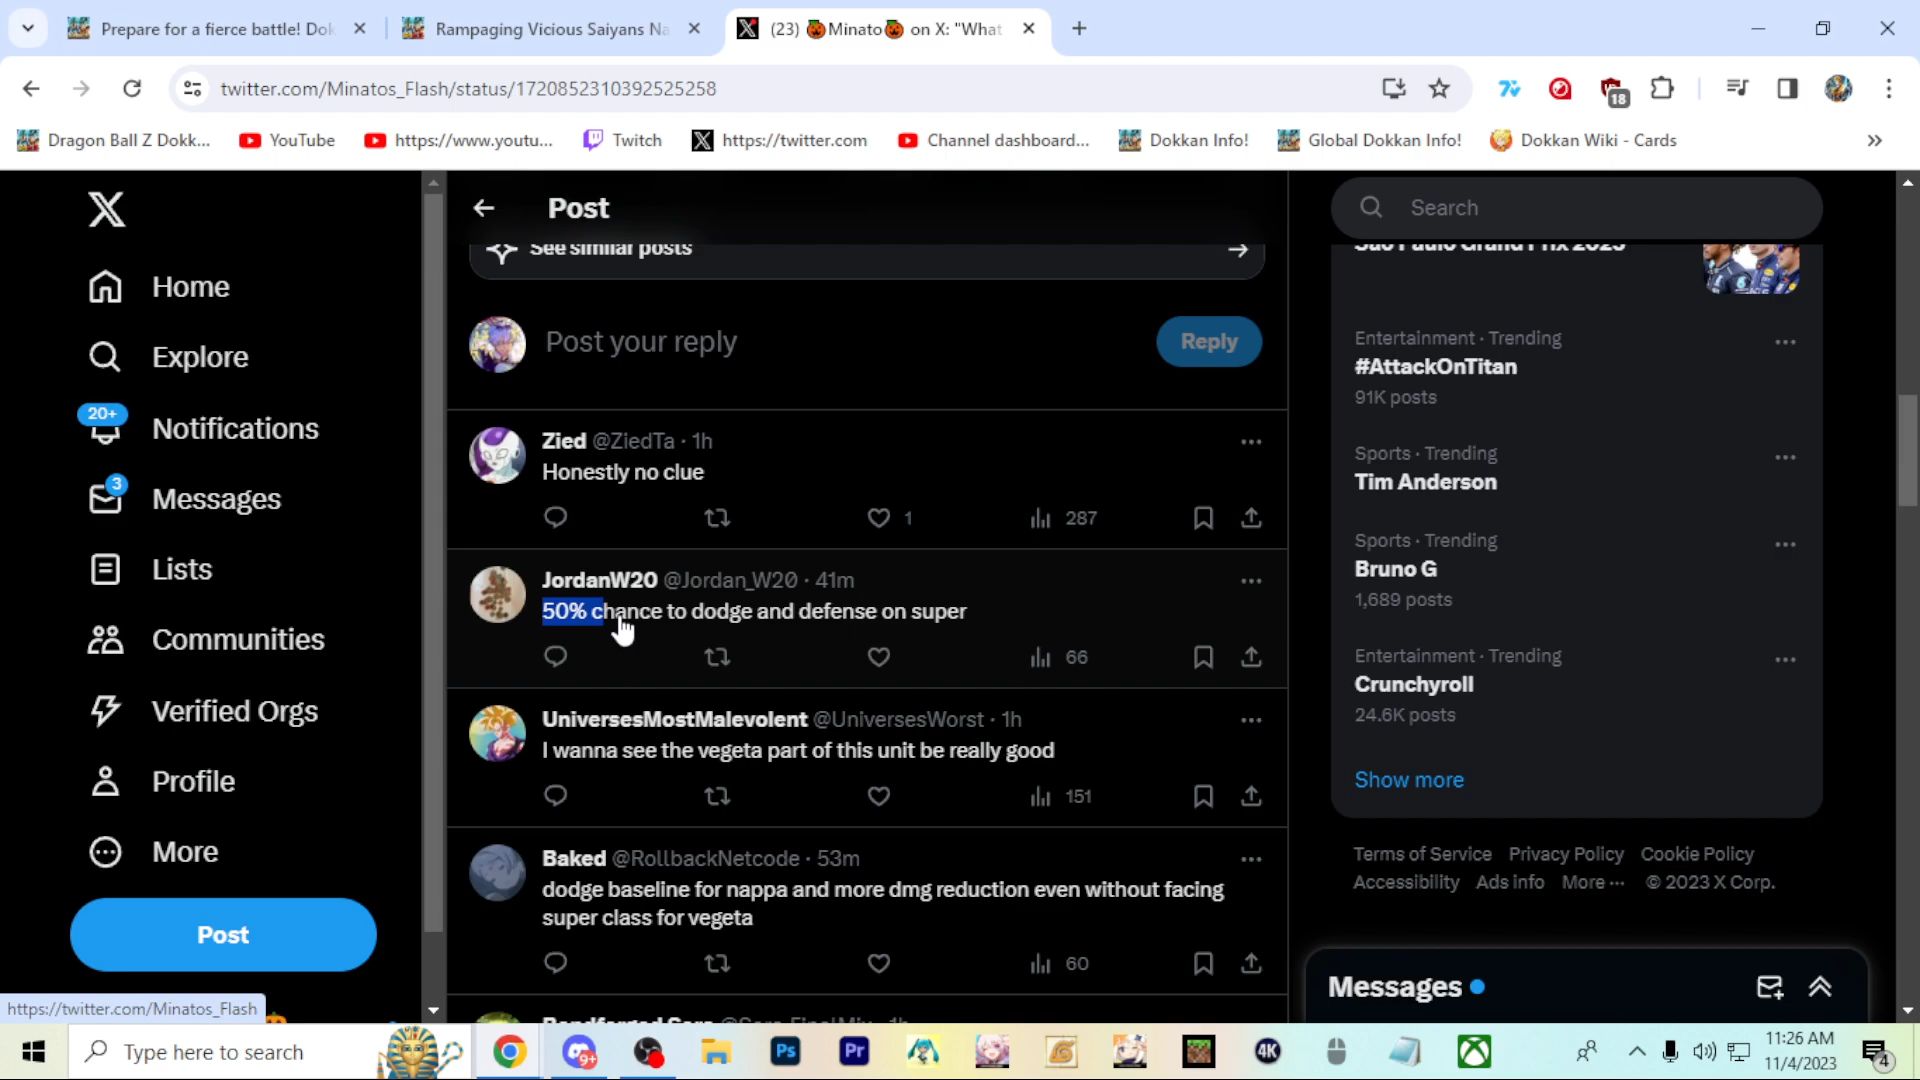 Prepare for a fierce battle! Dok
Rampaging Vicious Saiyans Na
(23) 🎃Minato🎃 on X: "What
twitter.com/Minatos_Flash/status/1720852310392525258
18
Dragon Ball Z Dokk...
YouTube
https://www.youtu...
Twitch
https://twitter.com
Channel dashboard...
Dokkan Info!
Global Dokkan Info!
Dokkan Wiki - Cards
Home
Explore
20+
Notifications
3
Messages
Lists
Communities
Verified Orgs
Profile
More
Post
https://twitter.com/Minatos_Flash
Post
See similar posts
Post your reply
Reply
Zied @ZiedTa · 1h
Honestly no clue
1
287
JordanW20 @Jordan_W20 · 41m
50% chance to dodge and defense on super
66
UniversesMostMalevolent @UniversesWorst · 1h
I wanna see the vegeta part of this unit be really good
151
Baked @RollbackNetcode · 53m
dodge baseline for nappa and more dmg reduction even without facing
super class for vegeta
60
Search
Sao Paulo Grand Prix 2023
Entertainment · Trending
#AttackOnTitan
91K posts
Sports · Trending
Tim Anderson
Sports · Trending
Bruno G
1,689 posts
Entertainment · Trending
Crunchyroll
24.6K posts
Show more
Terms of Service Privacy Policy Cookie Policy
Accessibility Ads info More ··· © 2023 X Corp.
Messages
Type here to search
9+
Ps
Pr
4K
11:26 AM
11/4/2023
4